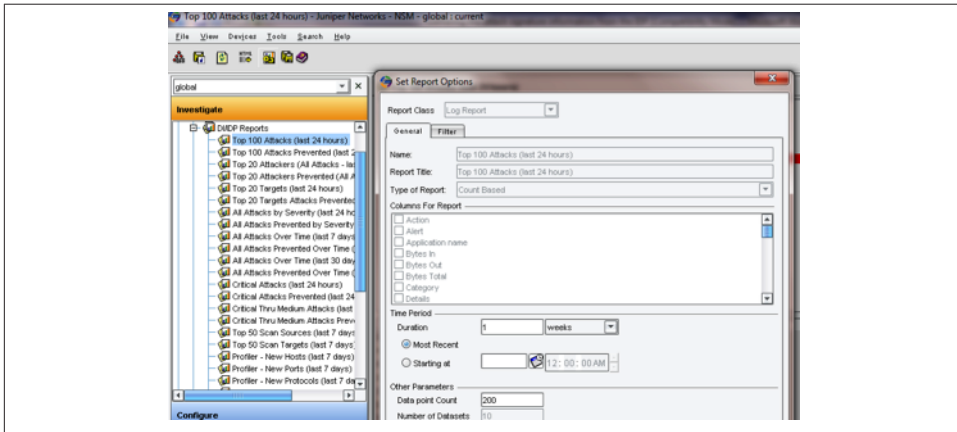 Top 100 Attacks (last 24 hours) - Juniper Networks - NSM - global : current
File View Devices Tools Search Help
global
Investigate
DI/IDP Reports
Top 100 Attacks (last 24 hours)
Top 100 Attacks Prevented (last 2
Top 20 Attackers (All Attacks - las
Top 20 Attackers Prevented (All A
Top 20 Targets (last 24 hours)
Top 20 Targets Attacks Prevented
All Attacks by Severity (last 24 ho
All Attacks Prevented by Severity
All Attacks Over Time (last 7 days
All Attacks Prevented Over Time (
All Attacks Over Time (last 30 day
All Attacks Prevented Over Time (
Critical Attacks (last 24 hours)
Critical Attacks Prevented (last 24
Critical Thru Medium Attacks (last
Critical Thru Medium Attacks Preve
Top 50 Scan Sources (last 7 days
Top 50 Scan Targets (last 7 days)
Profiler - New Hosts (last 7 days)
Profiler - New Ports (last 7 days)
Profiler - New Protocols (last 7 da
Configure
Set Report Options
Report Class Log Report
General Filter
Name: Top 100 Attacks (last 24 hours)
Report Title: Top 100 Attacks (last 24 hours)
Type of Report: Count Based
Columns For Report
Action
Alert
Application name
Bytes In
Bytes Out
Bytes Total
Category
Details
Time Period
Duration 1 weeks
Most Recent
Starting at 12:00:00 AM
Other Parameters
Data point Count 200
Number of Datasets 10